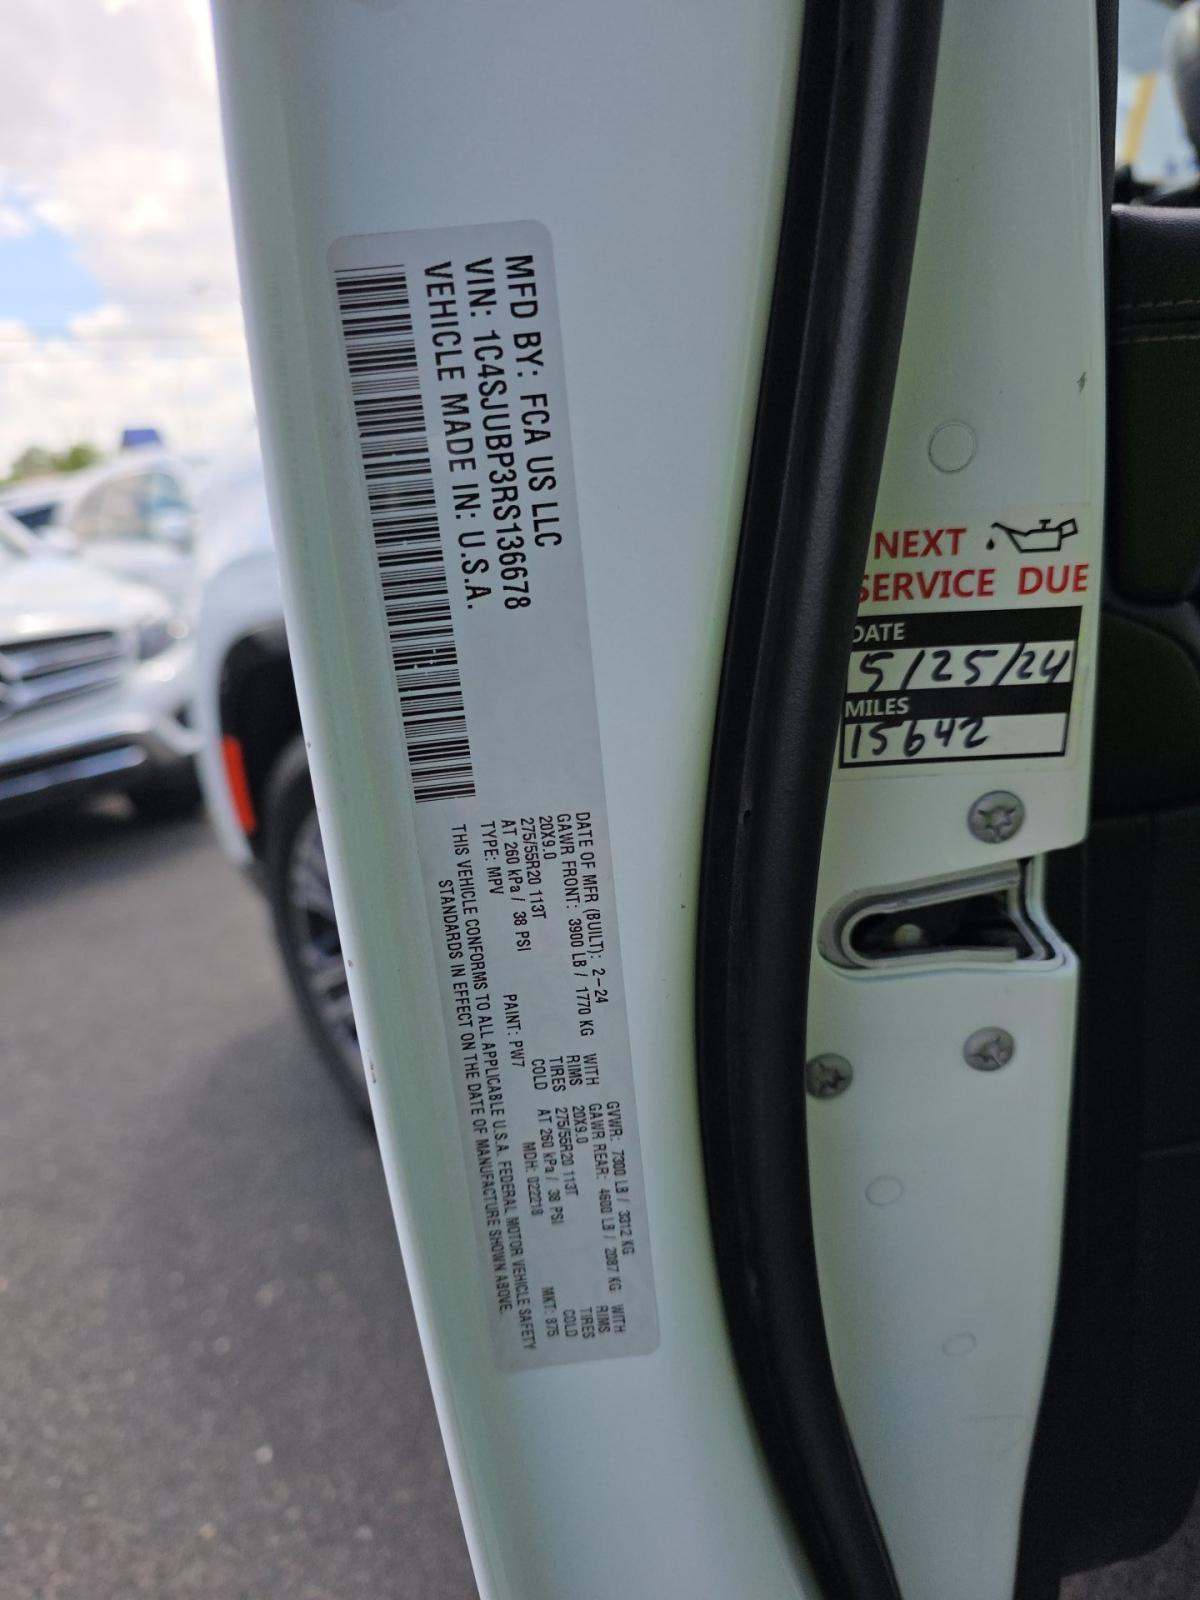 MFD BY: FCA US LLC
VIN: 1C4SJUBP3RS136678
VEHICLE MADE IN: U.S.A.
DATE OF MFR (BUILT): 2-24 GVWR: 7300 LB / 3312 KG
GAWR FRONT: 3900 LB / 1770 KG WITH GAWR REAR: 4600 LB / 2087 KG WITH
20X9.0 RIMS 20X9.0 RIMS
275/55R20 113T TIRES 275/55R20 113T TIRES
AT 260 kPa / 38 PSI COLD AT 260 kPa / 38 PSI COLD
TYPE: MPV PAINT: PW7 MDH: 022218 MKT: 875
THIS VEHICLE CONFORMS TO ALL APPLICABLE U.S.A. FEDERAL MOTOR VEHICLE SAFETY
STANDARDS IN EFFECT ON THE DATE OF MANUFACTURE SHOWN ABOVE.
NEXT
SERVICE DUE
DATE
5/25/24
MILES
15642